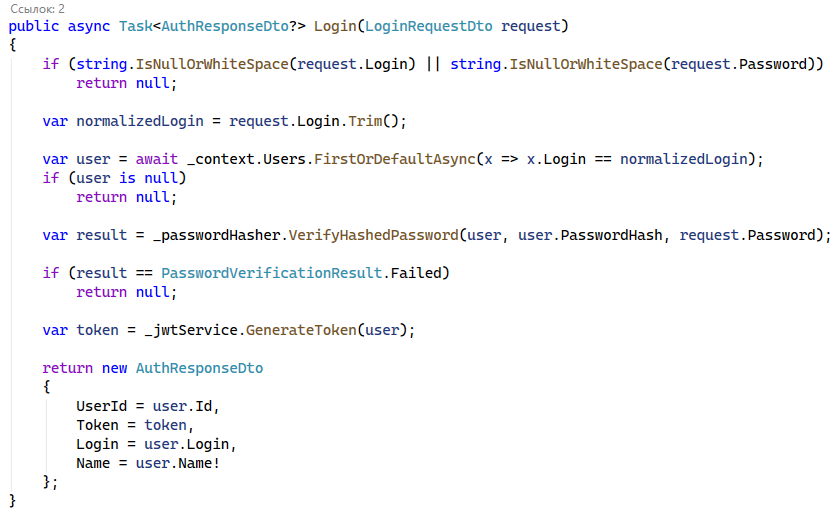 Ссылок: 2
public async Task<AuthResponseDto?> Login(LoginRequestDto request)
{
    if (string.IsNullOrWhiteSpace(request.Login) || string.IsNullOrWhiteSpace(request.Password))
        return null;

    var normalizedLogin = request.Login.Trim();

    var user = await _context.Users.FirstOrDefaultAsync(x => x.Login == normalizedLogin);
    if (user is null)
        return null;

    var result = _passwordHasher.VerifyHashedPassword(user, user.PasswordHash, request.Password);

    if (result == PasswordVerificationResult.Failed)
        return null;

    var token = _jwtService.GenerateToken(user);

    return new AuthResponseDto
    {
        UserId = user.Id,
        Token = token,
        Login = user.Login,
        Name = user.Name!
    };
}